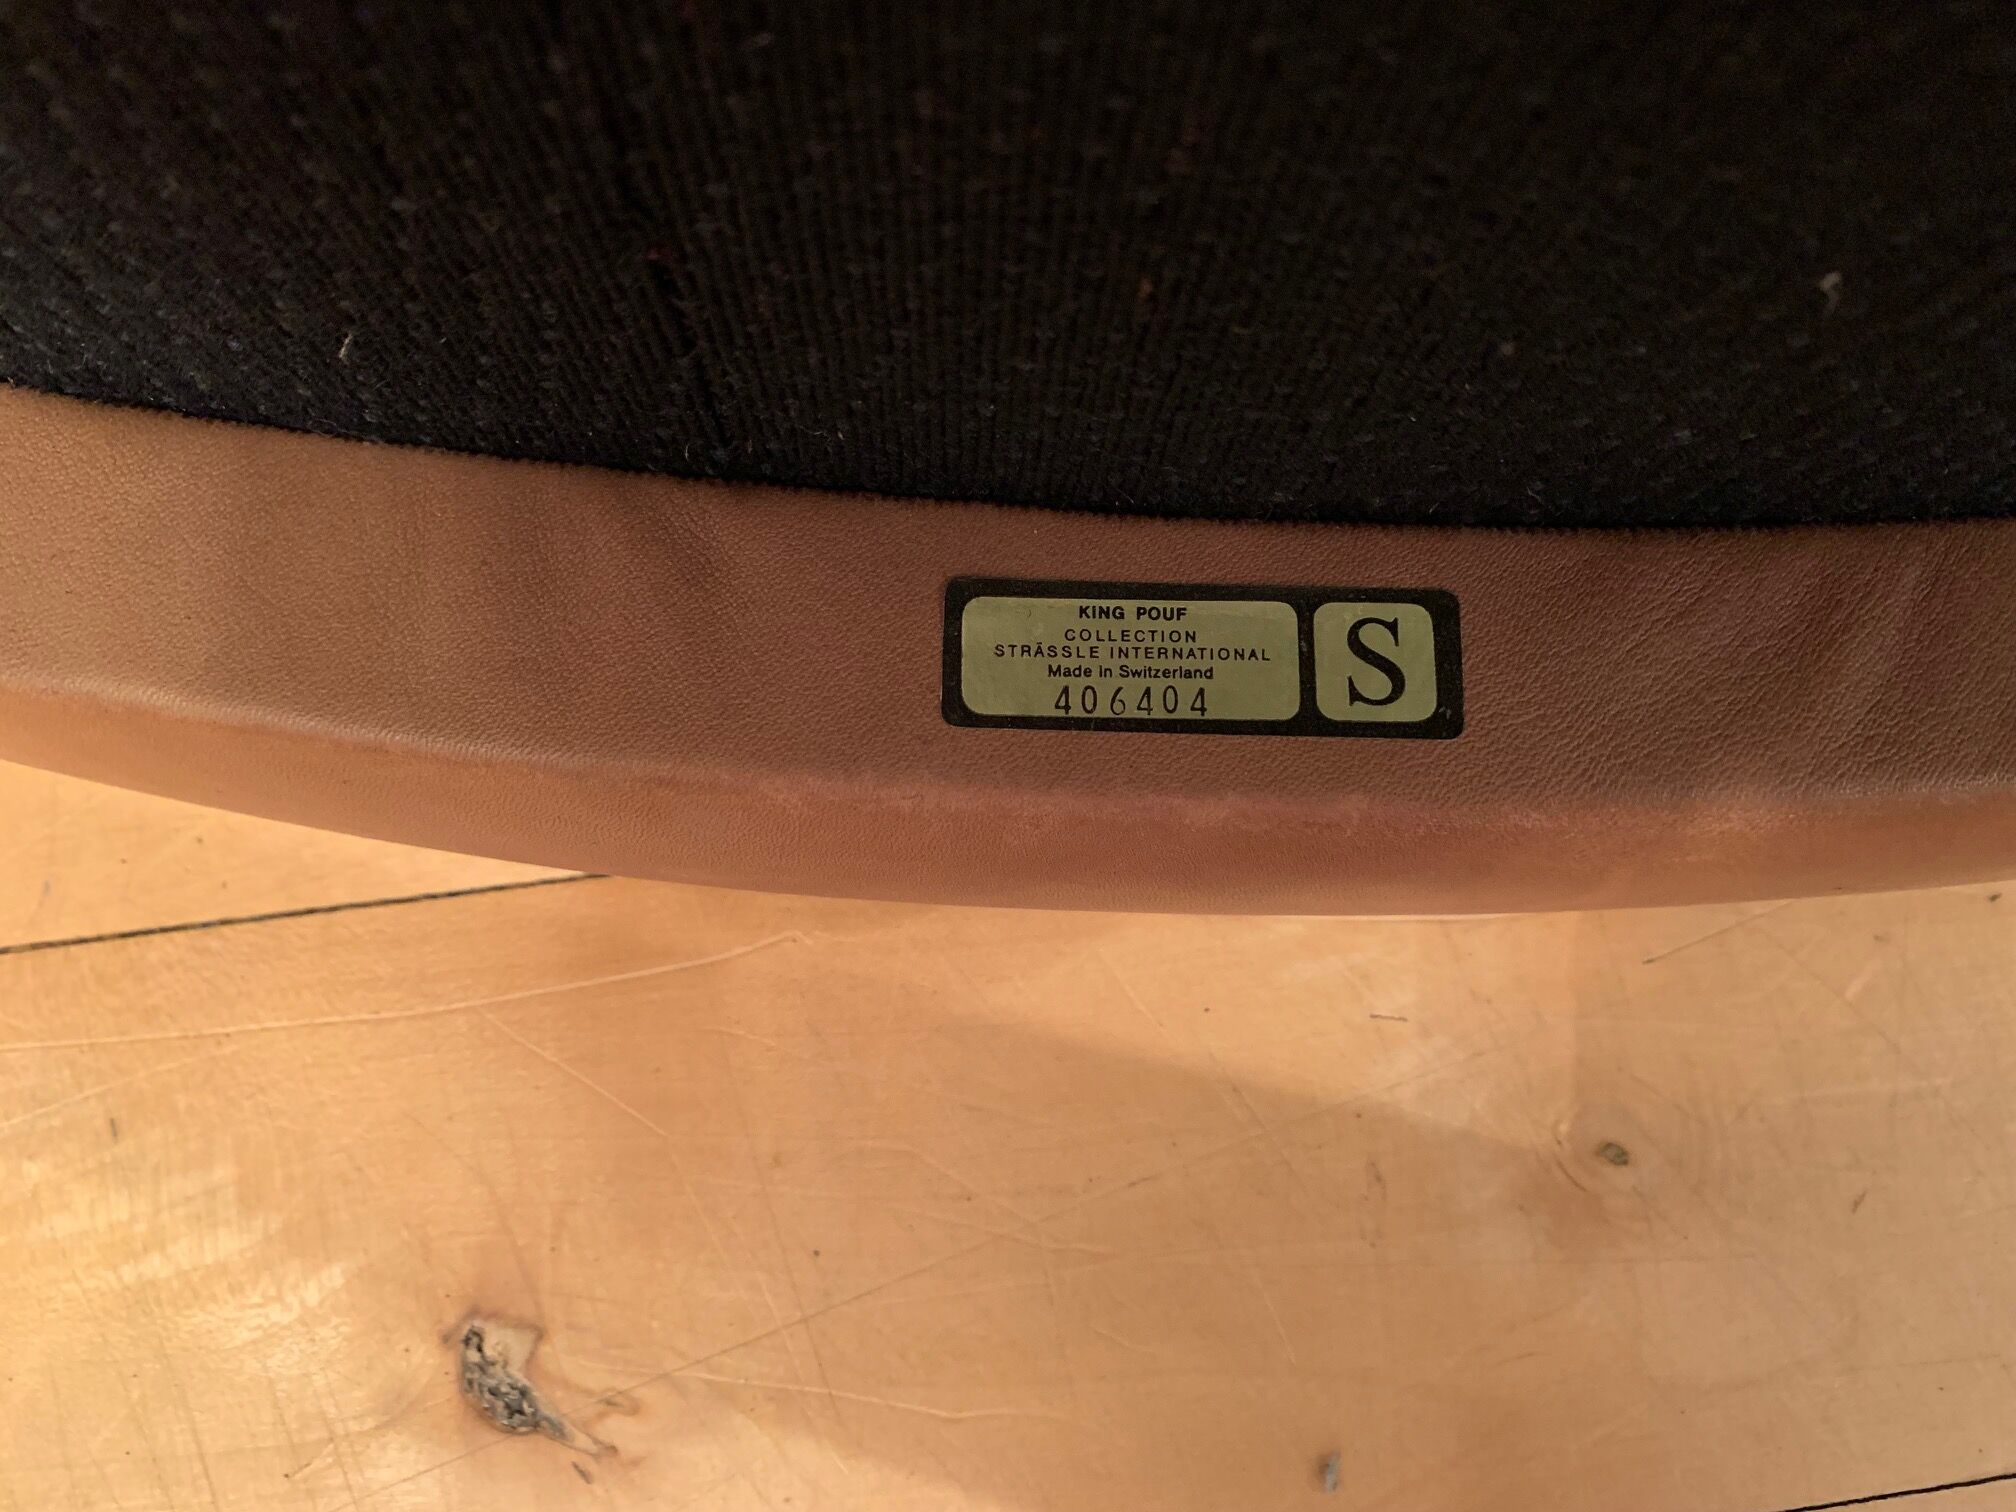 KING POUF
COLLECTION
STRÄSSLE INTERNATIONAL
Made in Switzerland
406404
S